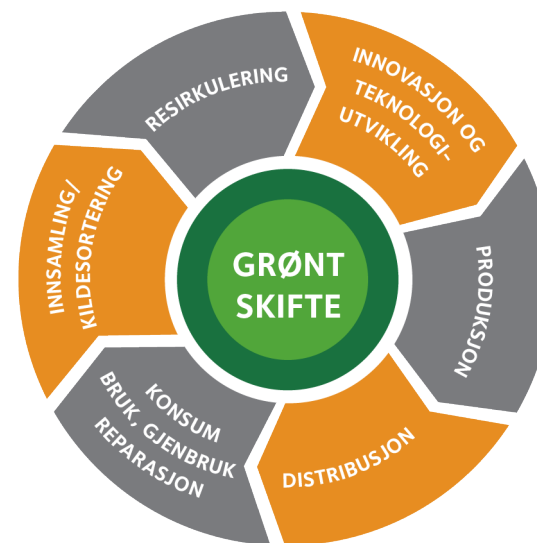 GRØNT
SKIFTE
INNOVASJON OG
TEKNOLOGI-
UTVIKLING
PRODUKSJON
DISTRIBUSJON
KONSUM
BRUK, GJENBRUK
REPARASJON
INNSAMLING/
KILDESORTERING
RESIRKULERING